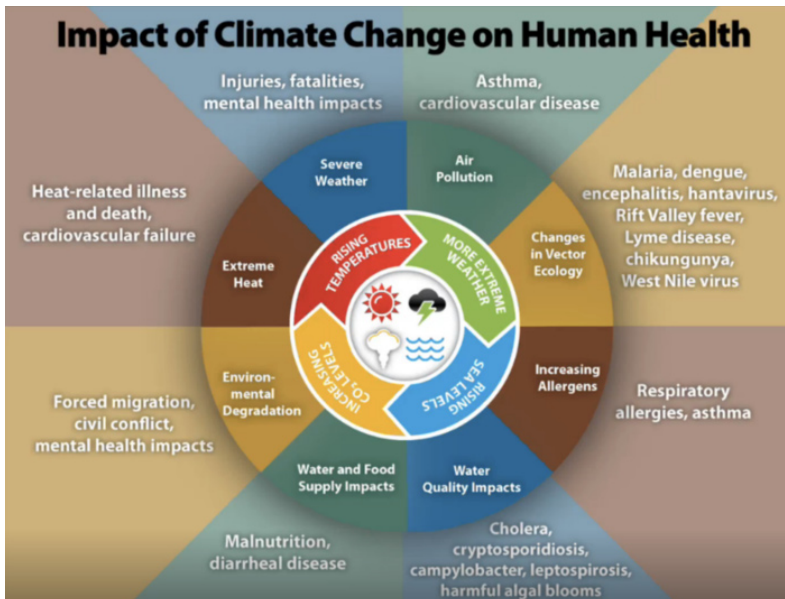 Impact of Climate Change on Human Health
Injuries, fatalities,
mental health impacts
Asthma,
cardiovascular disease
Severe
Weather
Air
Pollution
Heat-related illness
and death,
cardiovascular failure
Malaria, dengue,
encephalitis, hantavirus,
Rift Valley fever,
Lyme disease,
chikungunya,
West Nile virus
Extreme
Heat
Changes
in Vector
Ecology
RISING
TEMPERATURES
MORE EXTREME
WEATHER
INCREASING
CO₂ LEVELS
RISING
SEA LEVELS
Environ-
mental
Degradation
Increasing
Allergens
Forced migration,
civil conflict,
mental health impacts
Respiratory
allergies, asthma
Water and Food
Supply Impacts
Water
Quality Impacts
Malnutrition,
diarrheal disease
Cholera,
cryptosporidiosis,
campylobacter, leptospirosis,
harmful algal blooms